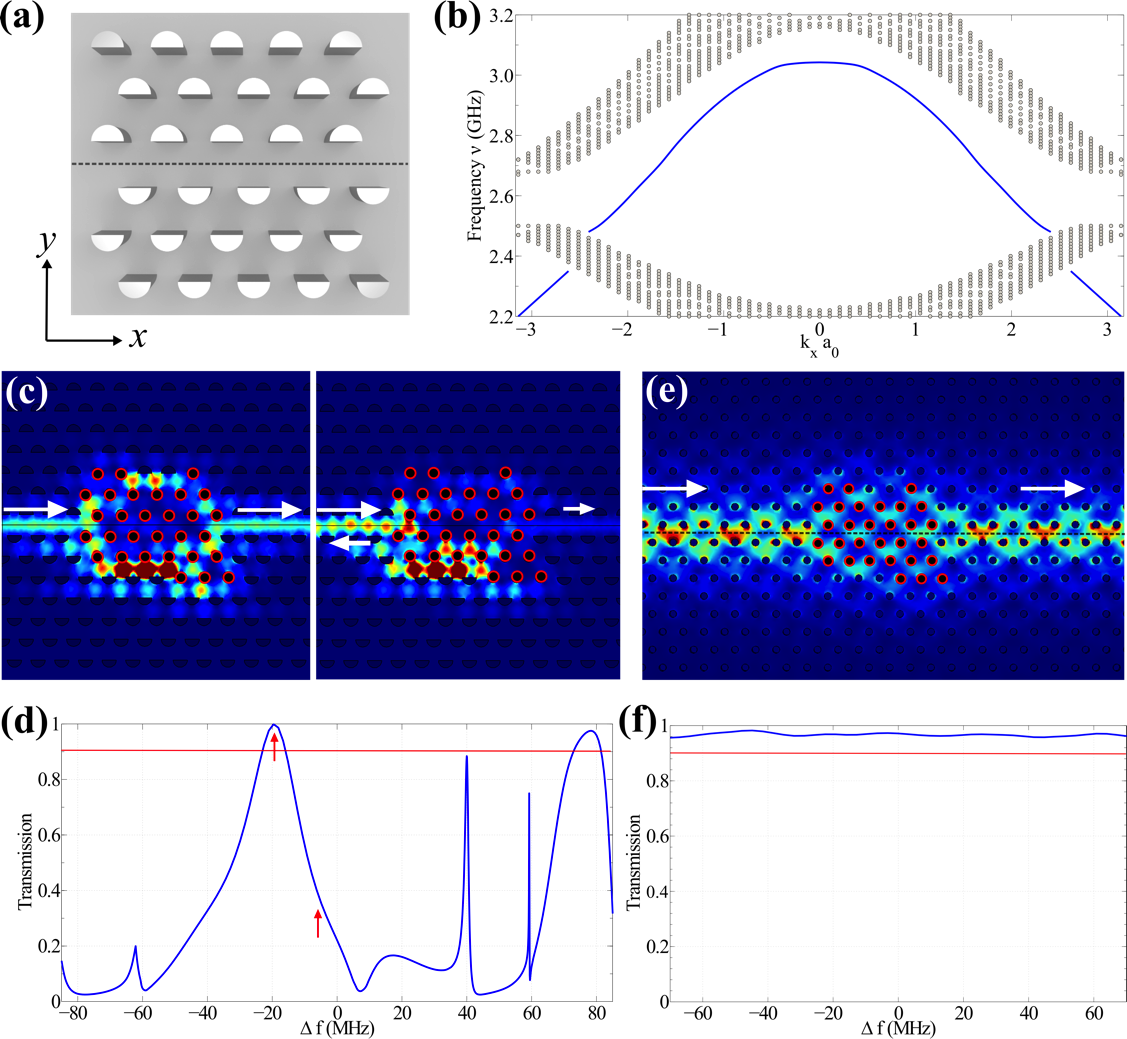 (a)
y
x
(b)
Frequency ν (GHz)
3.2
3.0
2.8
2.6
2.4
2.2
−3 −2 −1 0 1 2 3
kₓ a₀
(c)
(e)
(d)
Transmission
1
0.8
0.6
0.4
0.2
0
−80 −60 −40 −20 0 20 40 60 80
Δ f (MHz)
(f)
Transmission
1
0.8
0.6
0.4
0.2
0
−60 −40 −20 0 20 40 60
Δ f (MHz)